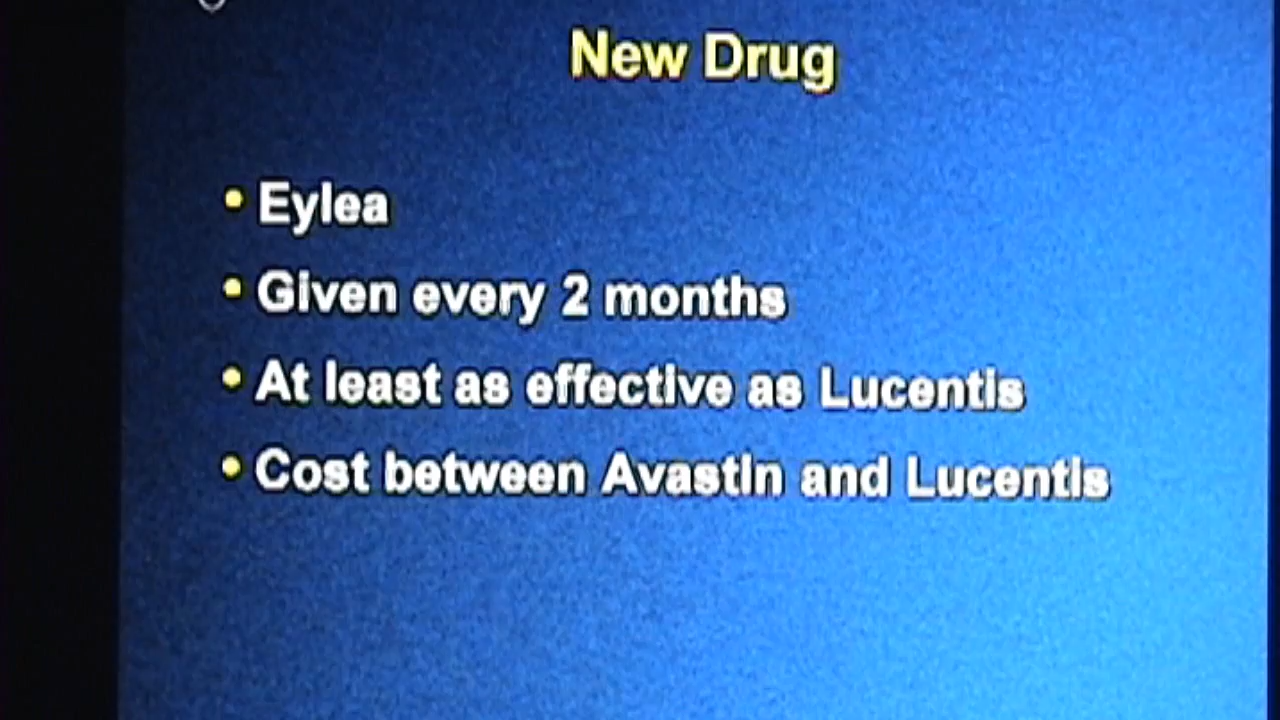 New Drug
• Eylea
• Given every 2 months
• At least as effective as Lucentis
• Cost between Avastin and Lucentis